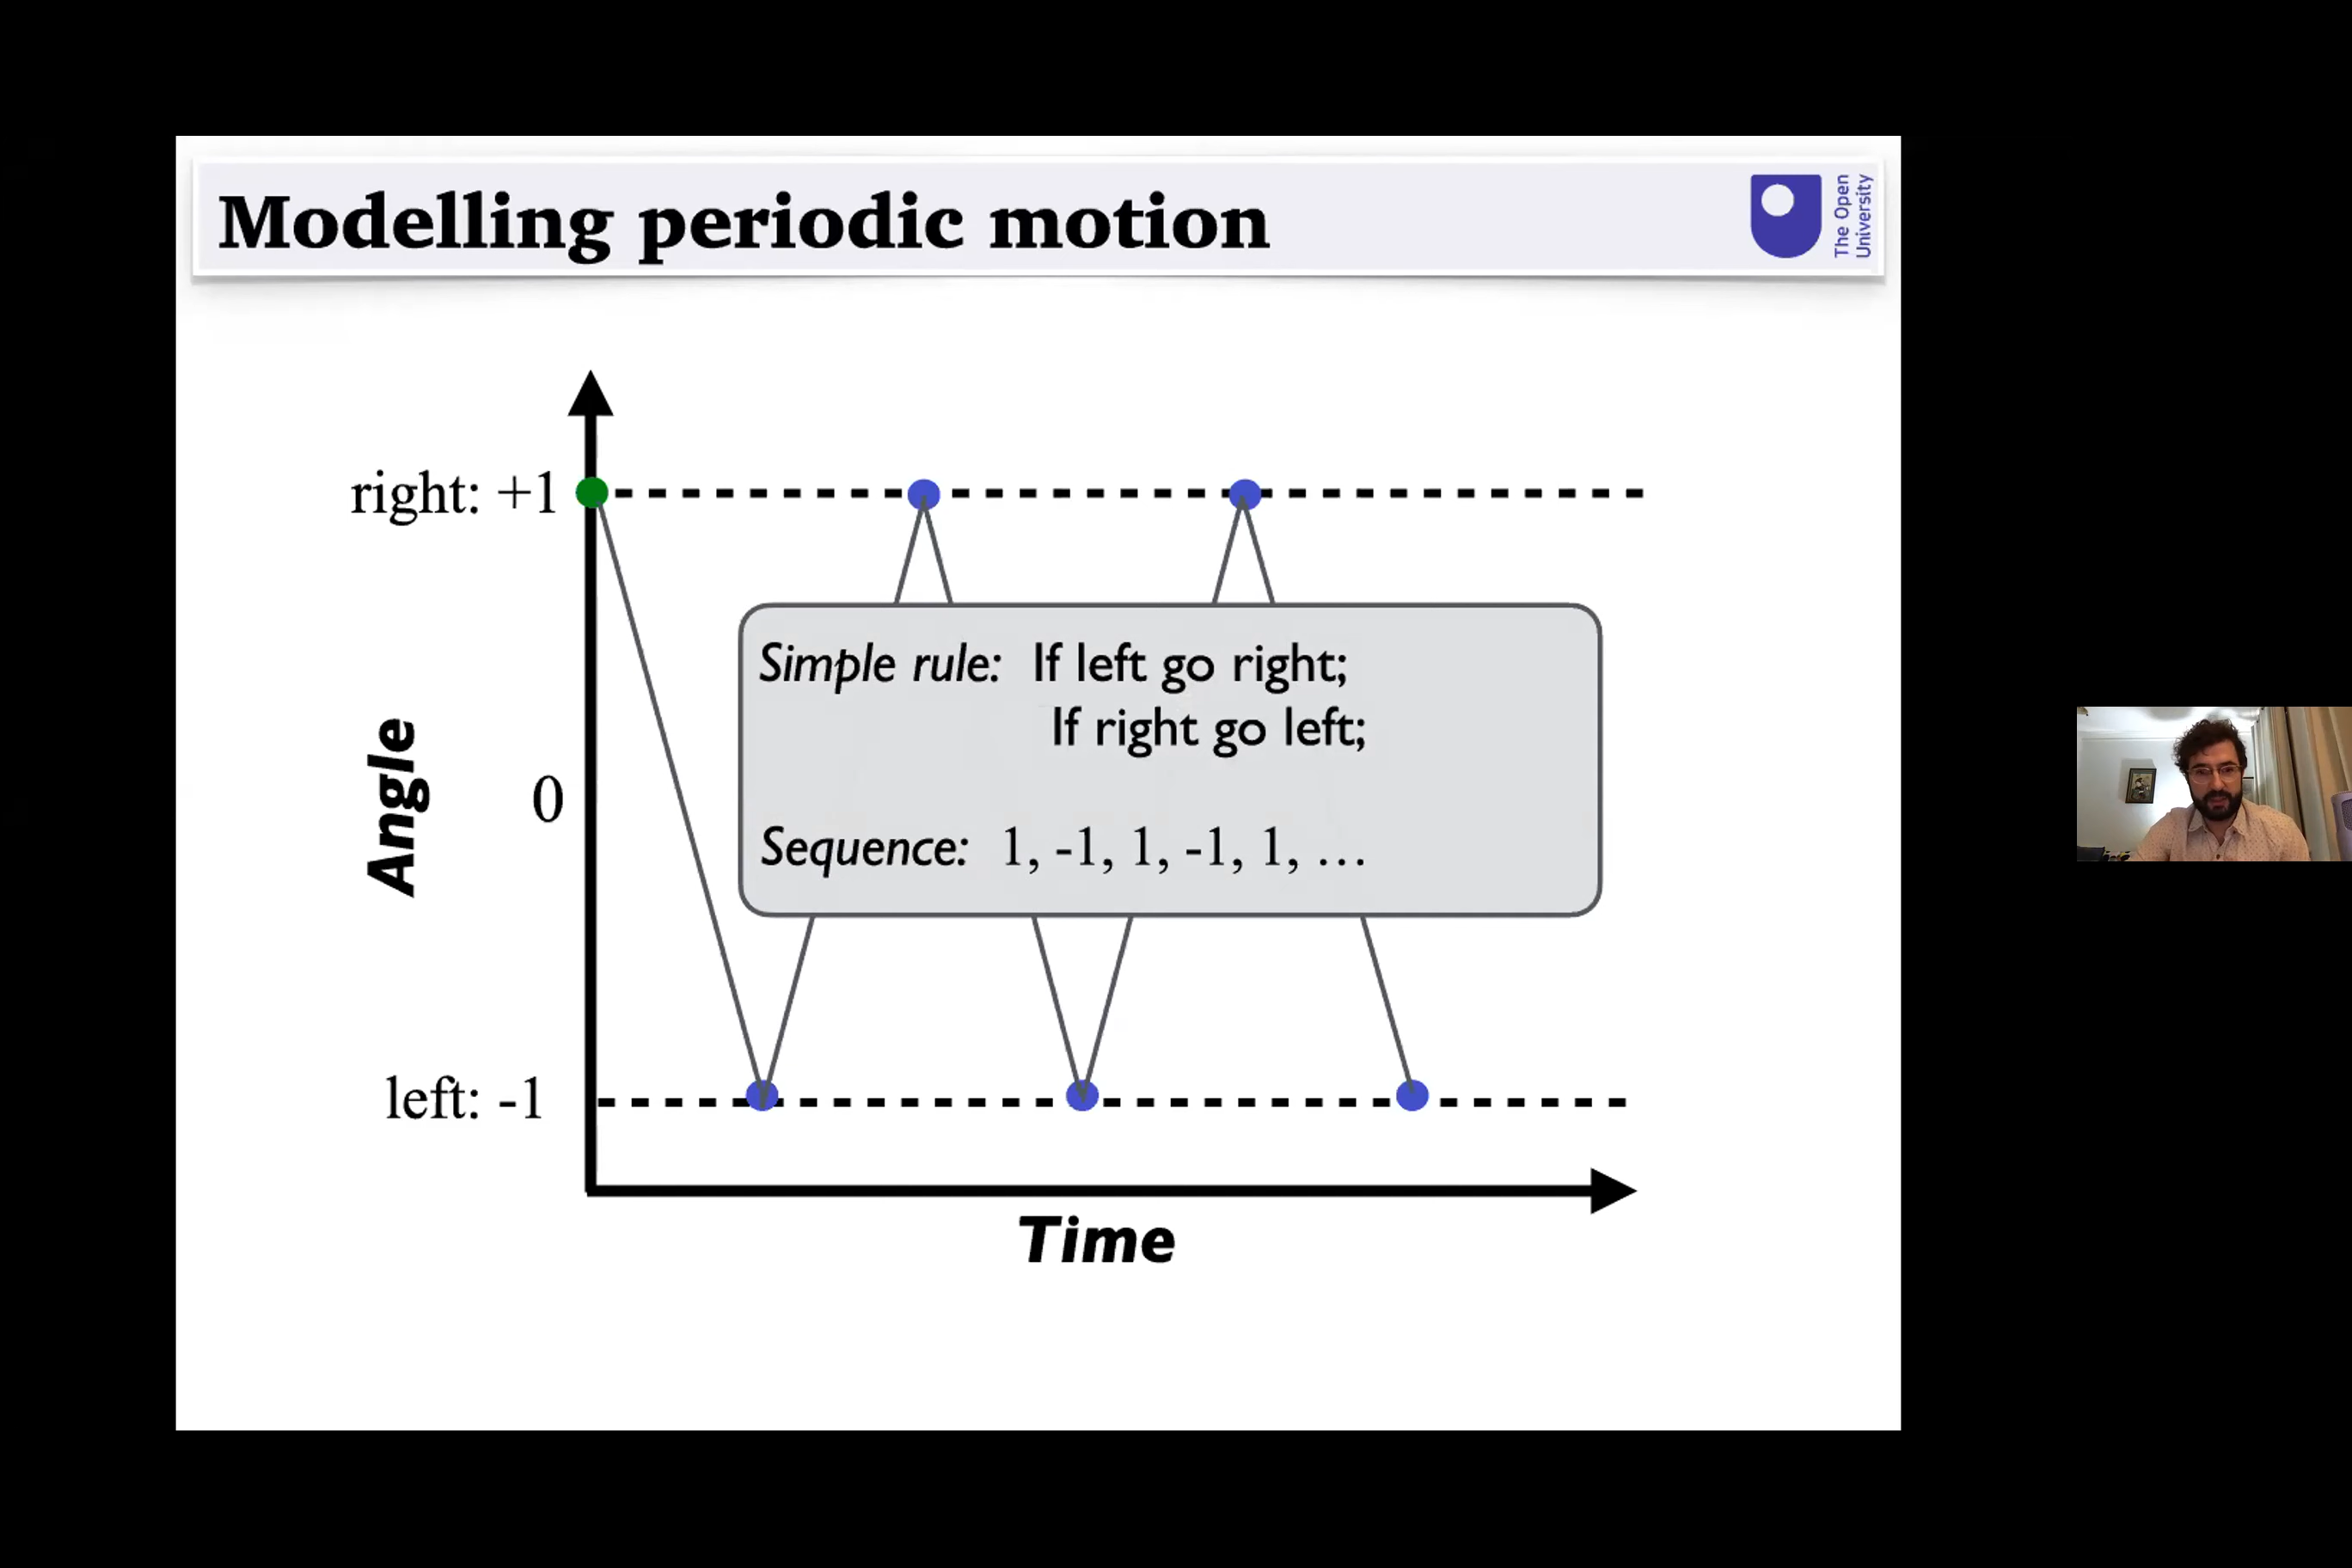 Modelling periodic motion
The Open
University
right: +1
Angle
0
left: -1
Simple rule: If left go right;
If right go left;
Sequence: 1, -1, 1, -1, 1, …
Time